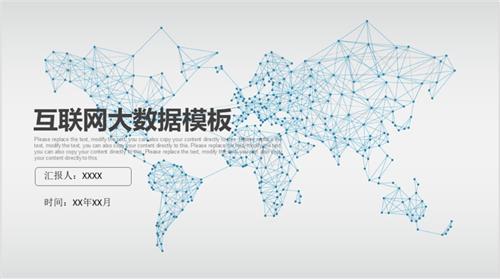 互联网大数据模板
Please replace the text, modify the text, you can also copy your content directly to this. Please replace the
text, modify the text, you can also copy your content directly to this. Please replace the text, modify the text,
you can also copy your content directly to this. Please replace the text, modify the text, you can also copy
your content directly to this.
汇报人：XXXX
时间：XX年XX月